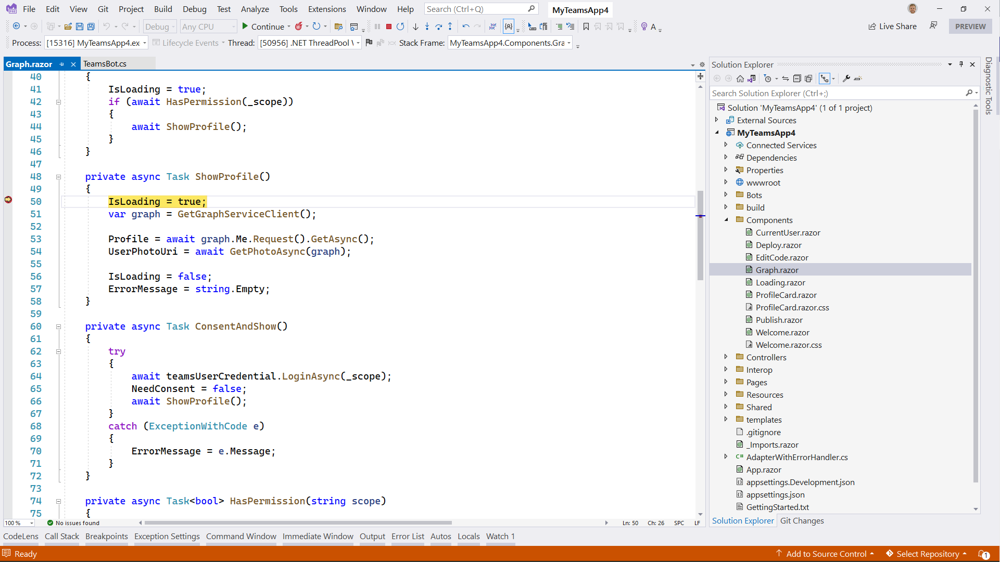 File Edit View Git Project Build Debug Test Analyze Tools Extensions Window Help Search (Ctrl+Q) MyTeamsApp4
Debug Any CPU Continue Live Share PREVIEW
Process: [15316] MyTeamsApp4.ex Lifecycle Events Thread: [50956] .NET ThreadPool Stack Frame: MyTeamsApp4.Components.Gra
Graph.razor TeamsBot.cs
40 {
41 IsLoading = true;
42 if (await HasPermission(_scope))
43 {
44 await ShowProfile();
45 }
46 }
47
48 private async Task ShowProfile()
49 {
50 IsLoading = true;
51 var graph = GetGraphServiceClient();
52
53 Profile = await graph.Me.Request().GetAsync();
54 UserPhotoUri = await GetPhotoAsync(graph);
55
56 IsLoading = false;
57 ErrorMessage = string.Empty;
58 }
59
60 private async Task ConsentAndShow()
61 {
62 try
63 {
64 await teamsUserCredential.LoginAsync(_scope);
65 NeedConsent = false;
66 await ShowProfile();
67 }
68 catch (ExceptionWithCode e)
69 {
70 ErrorMessage = e.Message;
71 }
72 }
73
74 private async Task<bool> HasPermission(string scope)
75 {
100 % No issues found Ln: 50 Ch: 26 SPC LF
Solution Explorer
Search Solution Explorer (Ctrl+;)
Solution 'MyTeamsApp4' (1 of 1 project)
External Sources
MyTeamsApp4
Connected Services
Dependencies
Properties
wwwroot
Bots
build
Components
CurrentUser.razor
Deploy.razor
EditCode.razor
Graph.razor
Loading.razor
ProfileCard.razor
ProfileCard.razor.css
Publish.razor
Welcome.razor
Welcome.razor.css
Controllers
Interop
Pages
Resources
Shared
templates
.gitignore
_Imports.razor
C# AdapterWithErrorHandler.cs
App.razor
appsettings.Development.json
appsettings.json
GettingStarted.txt
Solution Explorer Git Changes
Diagnostic Tools
CodeLens Call Stack Breakpoints Exception Settings Command Window Immediate Window Output Error List Autos Locals Watch 1
Ready Add to Source Control Select Repository 1